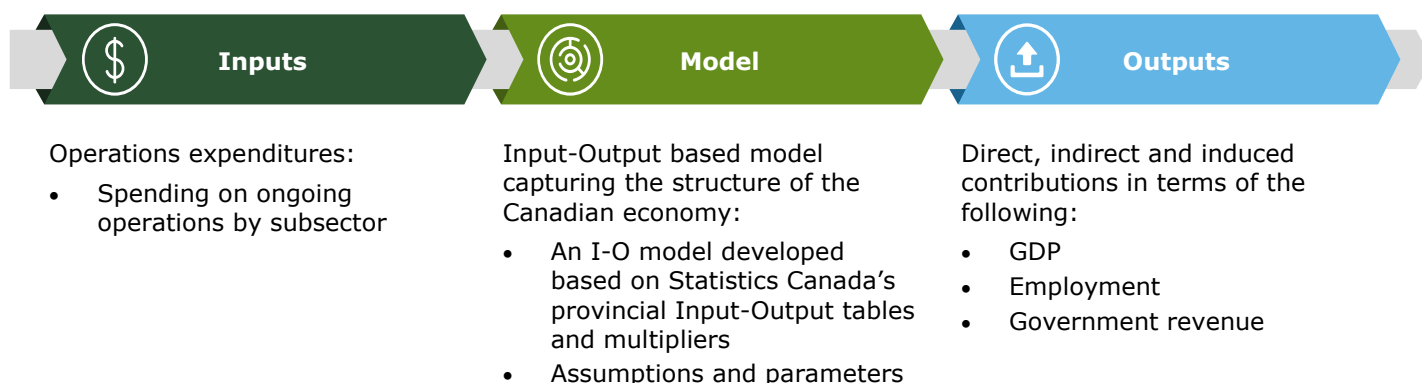 Inputs
Model
Outputs
Operations expenditures:
• Spending on ongoing
operations by subsector
Input-Output based model
capturing the structure of the
Canadian economy:
• An I-O model developed
based on Statistics Canada’s
provincial Input-Output tables
and multipliers
• Assumptions and parameters
Direct, indirect and induced
contributions in terms of the
following:
• GDP
• Employment
• Government revenue